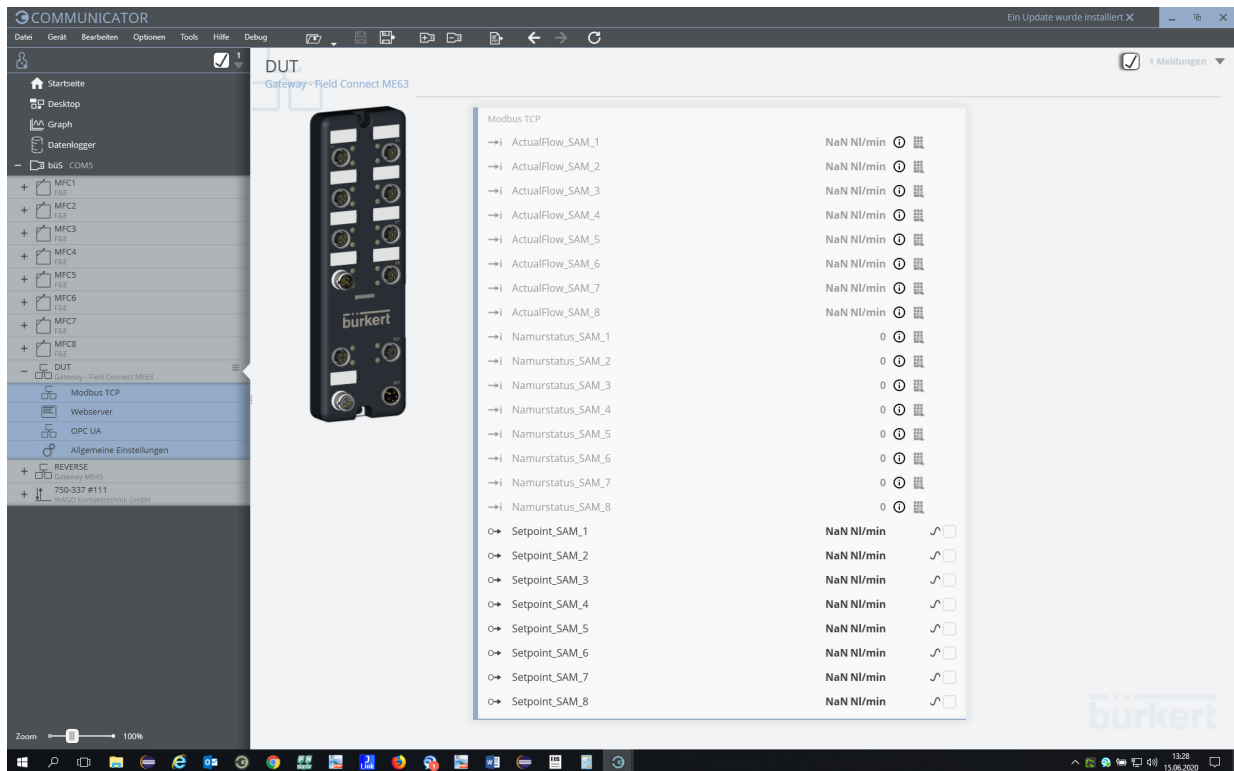 COMMUNICATOR
Ein Update wurde installiert
Datei Gerät Bearbeiten Optionen Tools Hilfe Debug
1
Startseite
Desktop
Graph
Datenlogger
büS COM5
MFC1
F&E
MFC2
F&E
MFC3
F&E
MFC4
F&E
MFC5
F&E
MFC6
F&E
MFC7
F&E
MFC8
F&E
DUT
Gateway - Field Connect ME63
Modbus TCP
Webserver
OPC UA
Allgemeine Einstellungen
REVERSE
Gateway ME43
750-337 #111
WAGO Kontakttechnik GmbH
Zoom 100%
DUT
Gateway - Field Connect ME63
1 Meldungen
bürkert
Modbus TCP
ActualFlow_SAM_1 NaN Nl/min
ActualFlow_SAM_2 NaN Nl/min
ActualFlow_SAM_3 NaN Nl/min
ActualFlow_SAM_4 NaN Nl/min
ActualFlow_SAM_5 NaN Nl/min
ActualFlow_SAM_6 NaN Nl/min
ActualFlow_SAM_7 NaN Nl/min
ActualFlow_SAM_8 NaN Nl/min
Namurstatus_SAM_1 0
Namurstatus_SAM_2 0
Namurstatus_SAM_3 0
Namurstatus_SAM_4 0
Namurstatus_SAM_5 0
Namurstatus_SAM_6 0
Namurstatus_SAM_7 0
Namurstatus_SAM_8 0
Setpoint_SAM_1 NaN Nl/min
Setpoint_SAM_2 NaN Nl/min
Setpoint_SAM_3 NaN Nl/min
Setpoint_SAM_4 NaN Nl/min
Setpoint_SAM_5 NaN Nl/min
Setpoint_SAM_6 NaN Nl/min
Setpoint_SAM_7 NaN Nl/min
Setpoint_SAM_8 NaN Nl/min
bürkert
13:28
15.06.2020